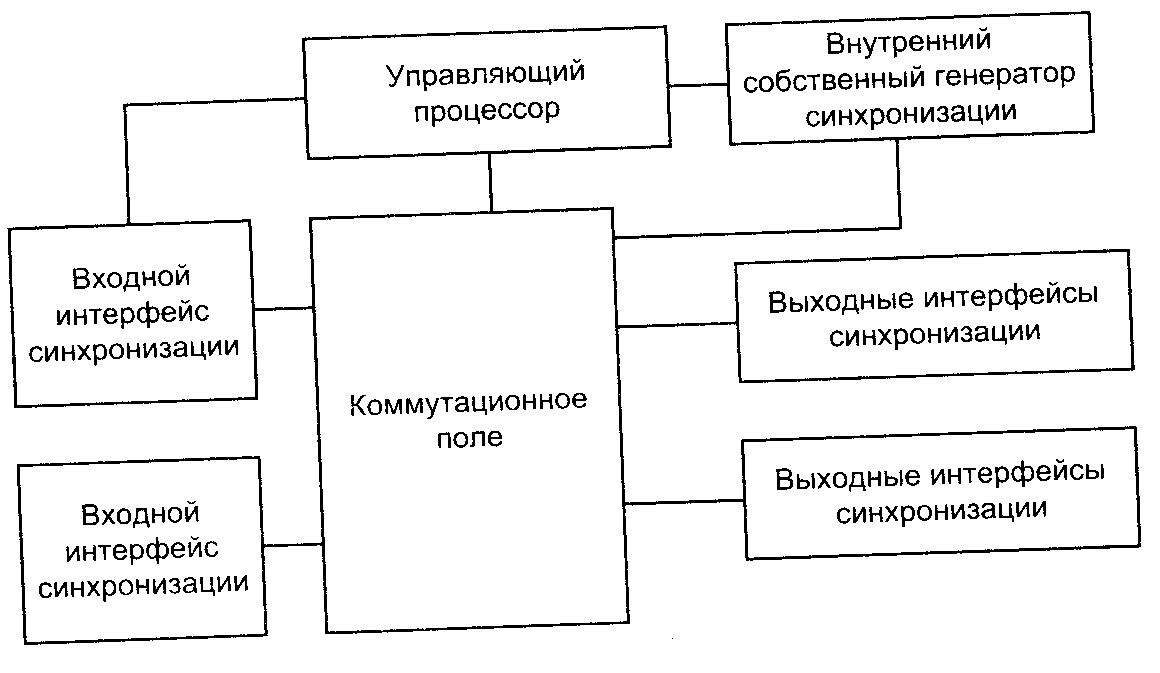 Управляющий
процессор
Внутренний
собственный генератор
синхронизации
Входной
интерфейс
синхронизации
Выходные интерфейсы
синхронизации
Коммутационное
поле
Выходные интерфейсы
синхронизации
Входной
интерфейс
синхронизации